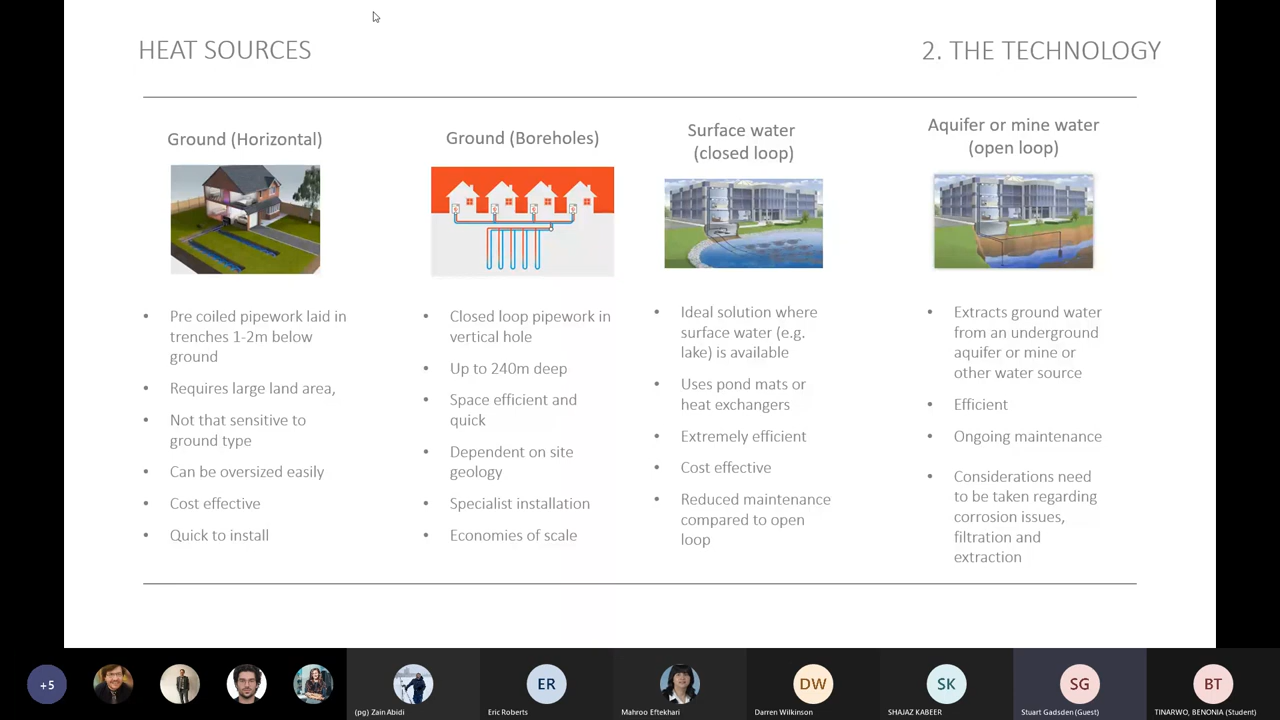 HEAT SOURCES
2. THE TECHNOLOGY
Ground (Horizontal)
Pre coiled pipework laid in
trenches 1-2m below
ground
Requires large land area,
Not that sensitive to
ground type
Can be oversized easily
Cost effective
Quick to install
Ground (Boreholes)
Closed loop pipework in
vertical hole
Up to 240m deep
Space efficient and
quick
Dependent on site
geology
Specialist installation
Economies of scale
Surface water
(closed loop)
Ideal solution where
surface water (e.g.
lake) is available
Uses pond mats or
heat exchangers
Extremely efficient
Cost effective
Reduced maintenance
compared to open
loop
Aquifer or mine water
(open loop)
Extracts ground water
from an underground
aquifer or mine or
other water source
Efficient
Ongoing maintenance
Considerations need
to be taken regarding
corrosion issues,
filtration and
extraction
+5
(pg) Zain Abidi
ER
Eric Roberts
Mahroo Eftekhari
DW
Darren Wilkinson
SK
SHAJAZ KABEER
SG
Stuart Gadsden (Guest)
BT
TINARWO, BENONIA (Student)